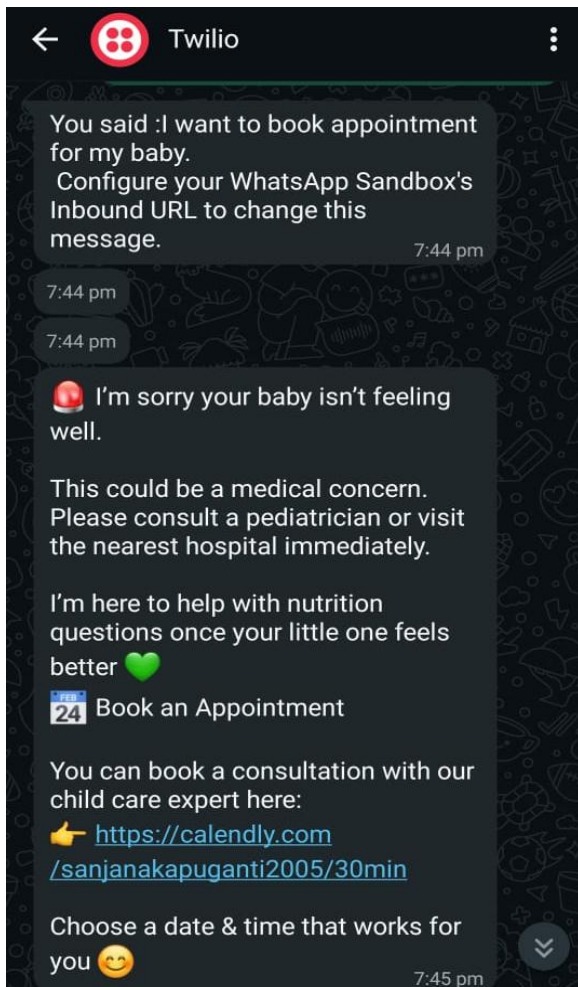 Twilio
You said :I want to book appointment
for my baby.
Configure your WhatsApp Sandbox's
Inbound URL to change this
message.
7:44 pm
7:44 pm
7:44 pm
🚨 I’m sorry your baby isn’t feeling
well.
This could be a medical concern.
Please consult a pediatrician or visit
the nearest hospital immediately.
I’m here to help with nutrition
questions once your little one feels
better 💚
📅 Book an Appointment
You can book a consultation with our
child care expert here:
👉 https://calendly.com
/sanjanakapuganti2005/30min
Choose a date & time that works for
you 😊
7:45 pm